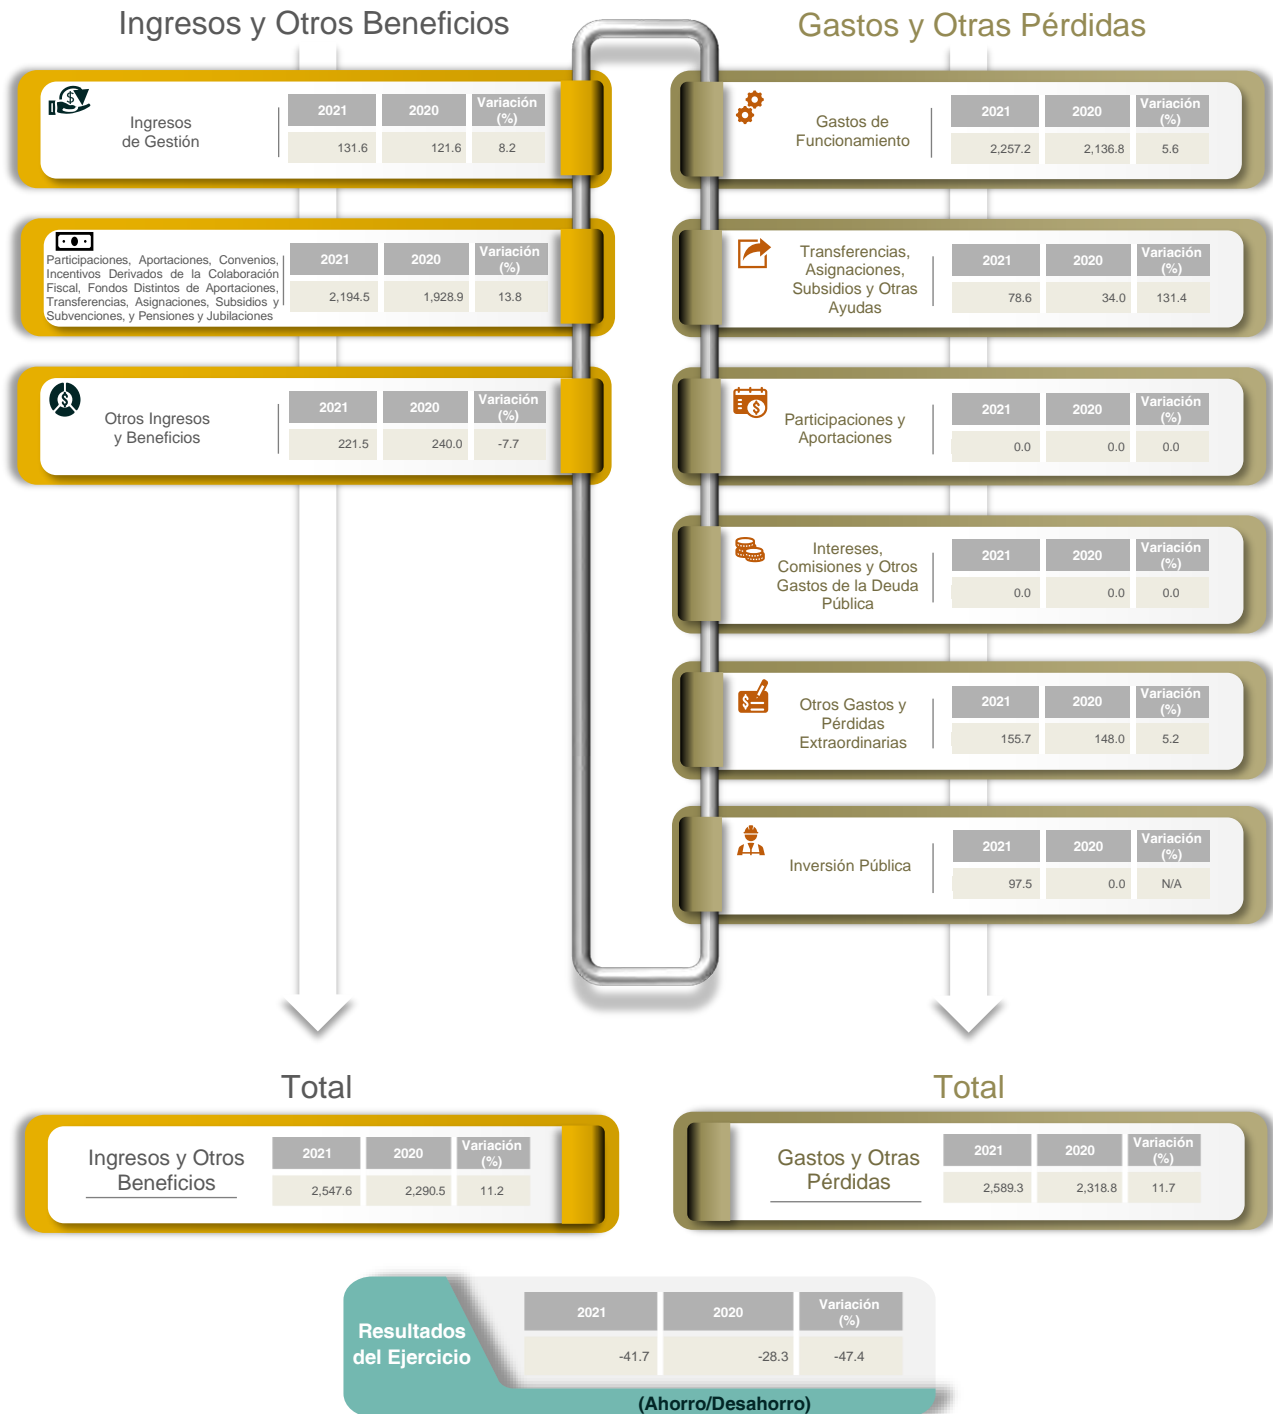 Ingresos y Otros Beneficios
Ingresos
de Gestión
2021 2020 Variación (%)
131.6 121.6 8.2
Participaciones, Aportaciones, Convenios,
Incentivos Derivados de la Colaboración
Fiscal, Fondos Distintos de Aportaciones,
Transferencias, Asignaciones, Subsidios y
Subvenciones, y Pensiones y Jubilaciones
2021 2020 Variación (%)
2,194.5 1,928.9 13.8
Otros Ingresos
y Beneficios
2021 2020 Variación (%)
221.5 240.0 -7.7
Gastos y Otras Pérdidas
Gastos de
Funcionamiento
2021 2020 Variación (%)
2,257.2 2,136.8 5.6
Transferencias,
Asignaciones,
Subsidios y Otras
Ayudas
2021 2020 Variación (%)
78.6 34.0 131.4
Participaciones y
Aportaciones
2021 2020 Variación (%)
0.0 0.0 0.0
Intereses,
Comisiones y Otros
Gastos de la Deuda
Pública
2021 2020 Variación (%)
0.0 0.0 0.0
Otros Gastos y
Pérdidas
Extraordinarias
2021 2020 Variación (%)
155.7 148.0 5.2
Inversión Pública
2021 2020 Variación (%)
97.5 0.0 N/A
Total
Ingresos y Otros
Beneficios
2021 2020 Variación (%)
2,547.6 2,290.5 11.2
Total
Gastos y Otras
Pérdidas
2021 2020 Variación (%)
2,589.3 2,318.8 11.7
Resultados
del Ejercicio
2021 2020 Variación (%)
-41.7 -28.3 -47.4
(Ahorro/Desahorro)